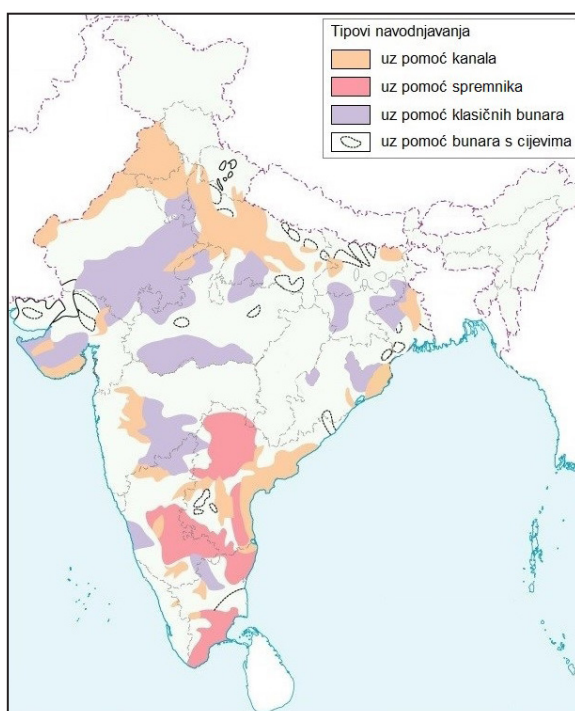 Tipovi navodnjavanja
uz pomoć kanala
uz pomoć spremnika
uz pomoć klasičnih bunara
uz pomoć bunara s cijevima